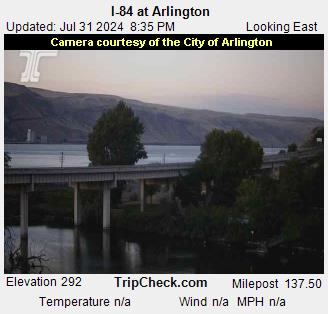 I-84 at Arlington
Updated: Jul 31 2024 8:35 PM Looking East
Camera courtesy of the City of Arlington
Elevation 292 TripCheck.com Milepost 137.50
Temperature n/a Wind n/a MPH n/a